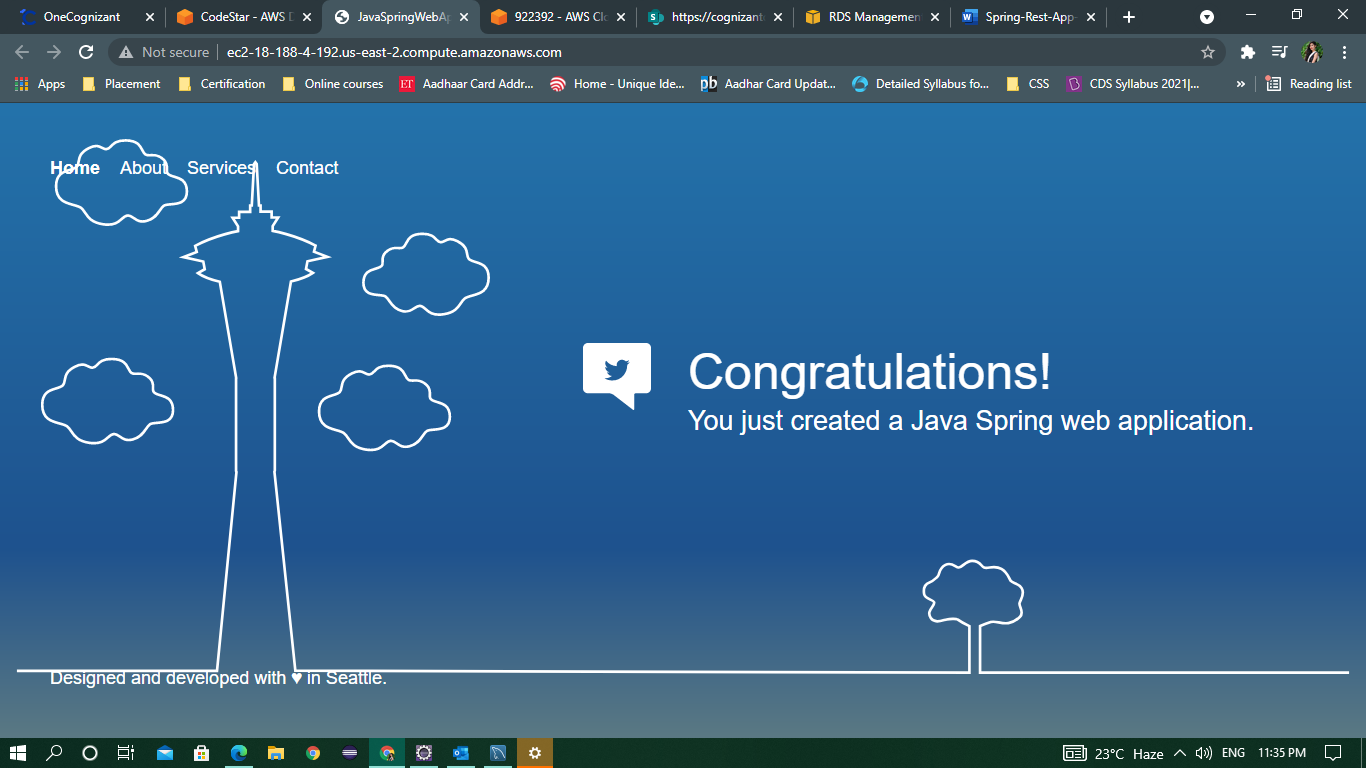 OneCognizant
CodeStar - AWS D
JavaSpringWebAp
922392 - AWS Clo
https://cognizant
RDS Managemen
Spring-Rest-App-
Not secure
ec2-18-188-4-192.us-east-2.compute.amazonaws.com
Apps
Placement
Certification
Online courses
ET
Aadhaar Card Addr...
Home - Unique Ide...
pb
Aadhar Card Updat...
Detailed Syllabus fo...
CSS
CDS Syllabus 2021|...
»
Reading list
Home
About
Services
Contact
Congratulations!
You just created a Java Spring web application.
Designed and developed with ♥ in Seattle.
23°C Haze
ENG
11:35 PM